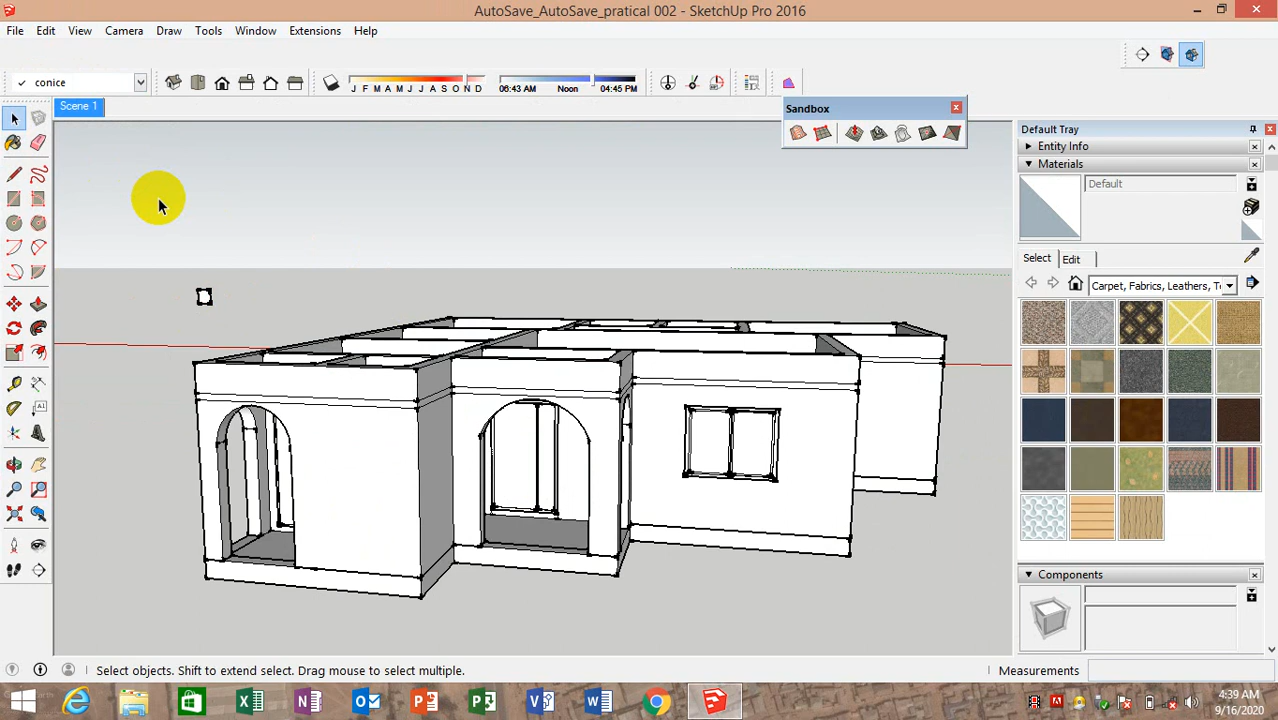 AutoSave_AutoSave_pratical 002 - SketchUp Pro 2016
File Edit View Camera Draw Tools Window Extensions Help
✓ conice
J F M A M J J A S O N D
06:43 AM Noon 04:45 PM
Scene 1
Sandbox
Default Tray
Entity Info
Materials
Default
Select Edit
Carpet, Fabrics, Leathers, T
Components
Select objects. Shift to extend select. Drag mouse to select multiple.
Measurements
4:39 AM
9/16/2020